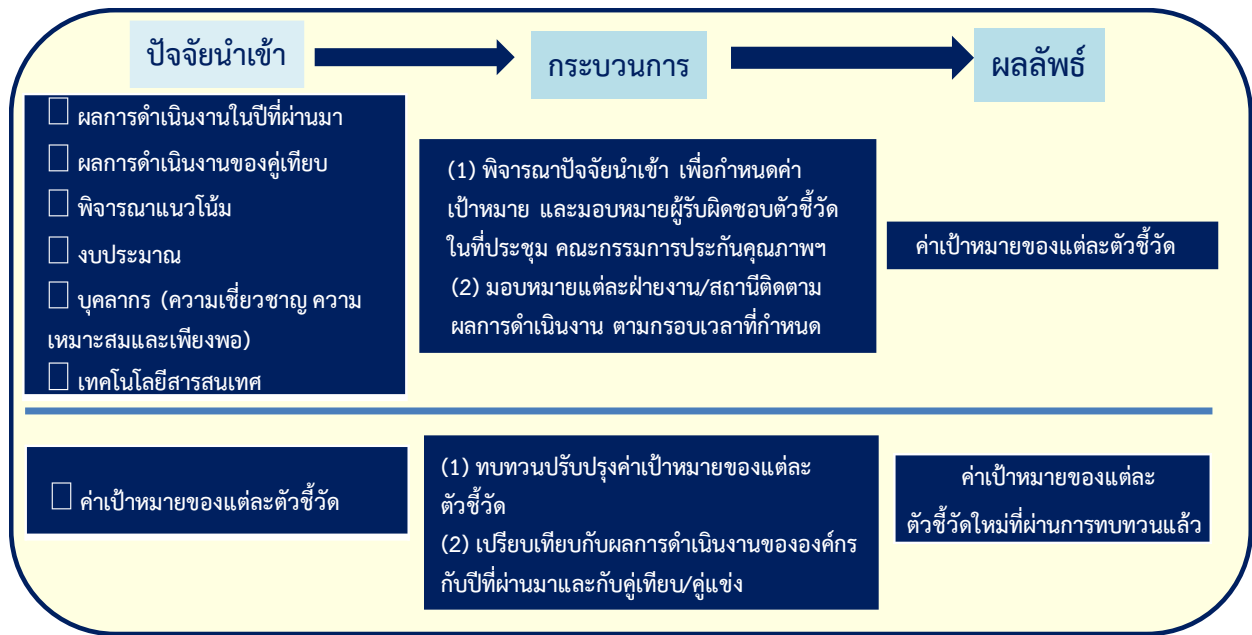 ปัจจัยนำเข้า
กระบวนการ
ผลลัพธ์
ผลการดำเนินงานในปีที่ผ่านมา
ผลการดำเนินงานของคู่เทียบ
พิจารณาแนวโน้ม
งบประมาณ
บุคลากร (ความเชี่ยวชาญ ความ
เหมาะสมและเพียงพอ)
เทคโนโลยีสารสนเทศ
(1) พิจารณาปัจจัยนำเข้า เพื่อกำหนดค่า
เป้าหมาย และมอบหมายผู้รับผิดชอบตัวชี้วัด
ในที่ประชุม คณะกรรมการประกันคุณภาพฯ
(2) มอบหมายแต่ละฝ่ายงาน/สถานีติดตาม
ผลการดำเนินงาน ตามกรอบเวลาที่กำหนด
ค่าเป้าหมายของแต่ละตัวชี้วัด
ค่าเป้าหมายของแต่ละตัวชี้วัด
(1) ทบทวนปรับปรุงค่าเป้าหมายของแต่ละ
ตัวชี้วัด
(2) เปรียบเทียบกับผลการดำเนินงานขององค์กร
กับปีที่ผ่านมาและกับคู่เทียบ/คู่แข่ง
ค่าเป้าหมายของแต่ละ
ตัวชี้วัดใหม่ที่ผ่านการทบทวนแล้ว